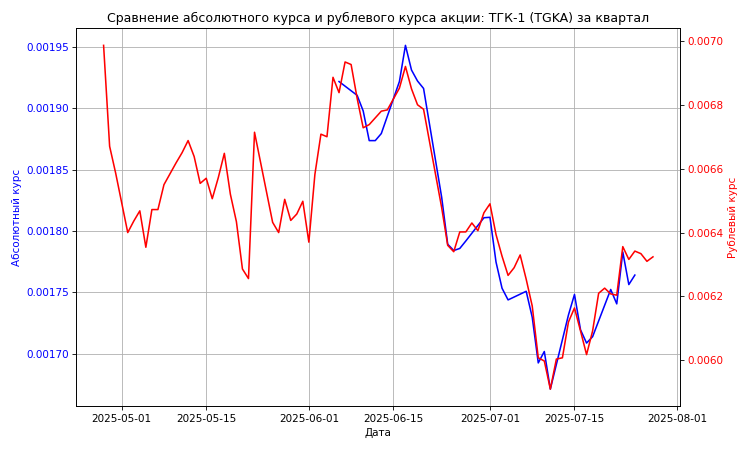 Сравнение абсолютного курса и рублевого курса акции: ТГК-1 (TGKA) за квартал
0.00195
0.00190
0.00185
0.00180
0.00175
0.00170
Абсолютный курс
0.0070
0.0068
0.0066
0.0064
0.0062
0.0060
Рублевый курс
2025-05-01 2025-05-15 2025-06-01 2025-06-15 2025-07-01 2025-07-15 2025-08-01
Дата